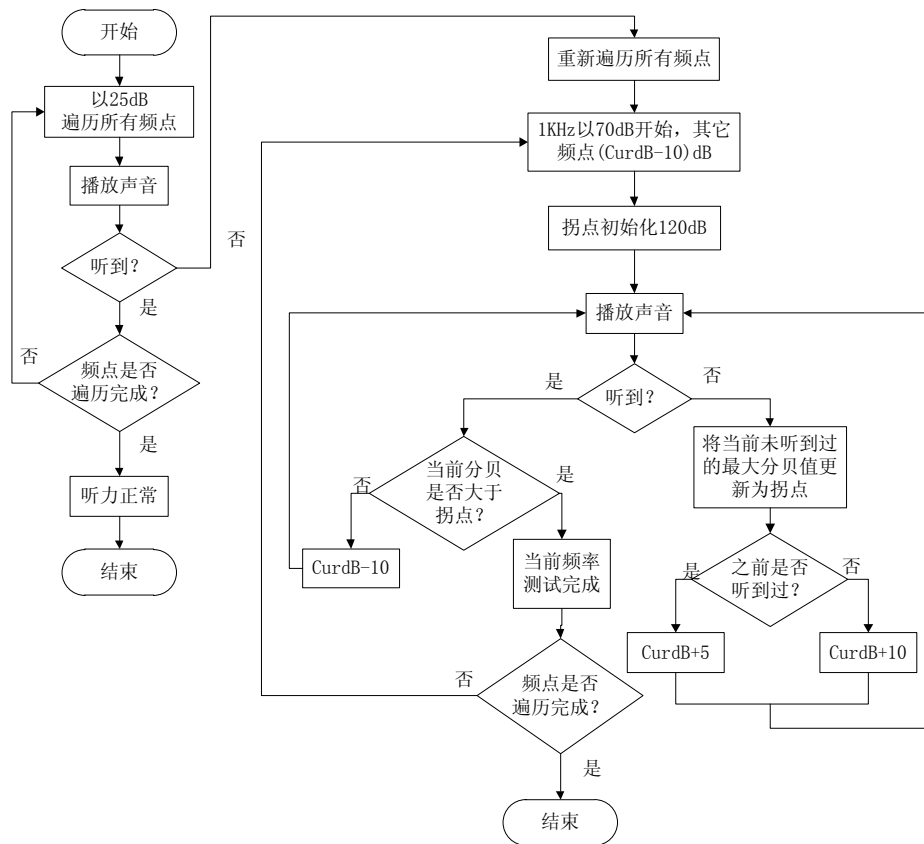 开始
以25dB
遍历所有频点
播放声音
听到?
否
是
频点是否
遍历完成?
否
是
听力正常
结束
重新遍历所有频点
1KHz以70dB开始，其它
频点(CurdB-10)dB
拐点初始化120dB
播放声音
听到?
是
否
当前分贝
是否大于
拐点?
否
是
CurdB-10
当前频率
测试完成
将当前未听到过
的最大分贝值更
新为拐点
之前是否
听到过?
是
否
CurdB+5
CurdB+10
频点是否
遍历完成?
否
是
结束